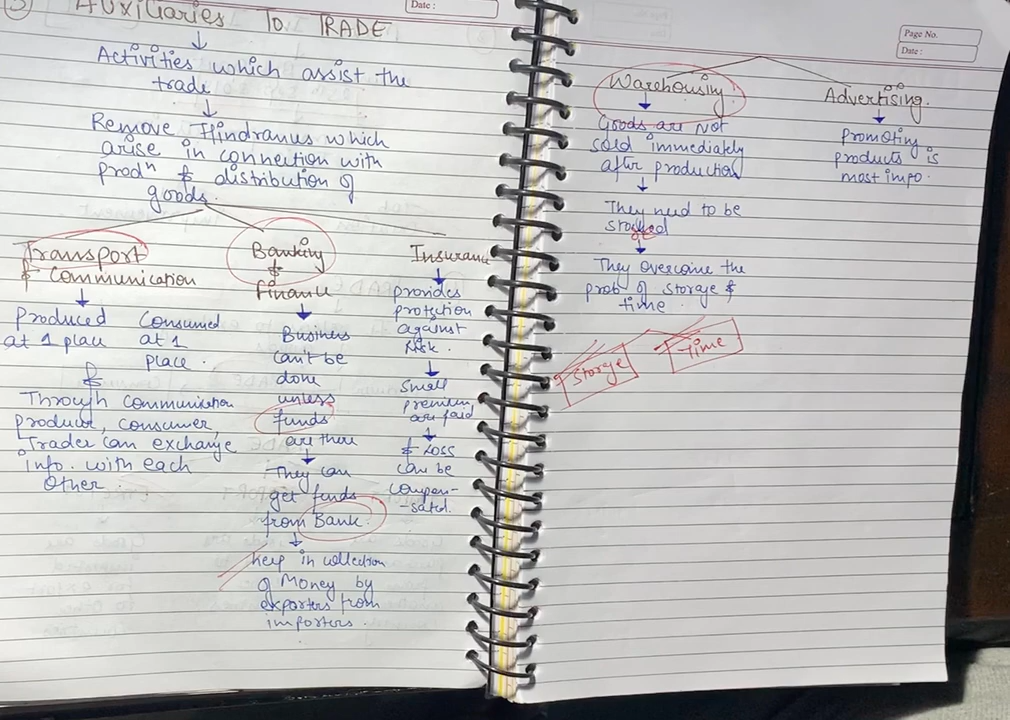 3
AUXILIARIES TO TRADE
Date :
Activities which assist the
trade
Remove Hindrances which
arise in connection with
prodn & distribution of
goods.
Transport
& Communication
Produced
at 1 place
Consumed
at 1
place.
&
Through communication
producer, consumer,
Trader can exchange
info. with each
other.
Banking
&
Finance
Business
can't be
done
unless
funds
are there
They can
get funds
from Bank.
Help in collection
of Money by
exporters from
importers.
Insurance
provides
protection
against
Risk.
Small
premium
are paid
& Loss
can be
compen-
-sated.
Page No.
Date :
Warehousing
Goods are Not
sold immediately
after production
They need to be
stocked
They overcome the
prob of storage &
time.
Storage
Time
Advertising.
Promoting
products is
most impo.